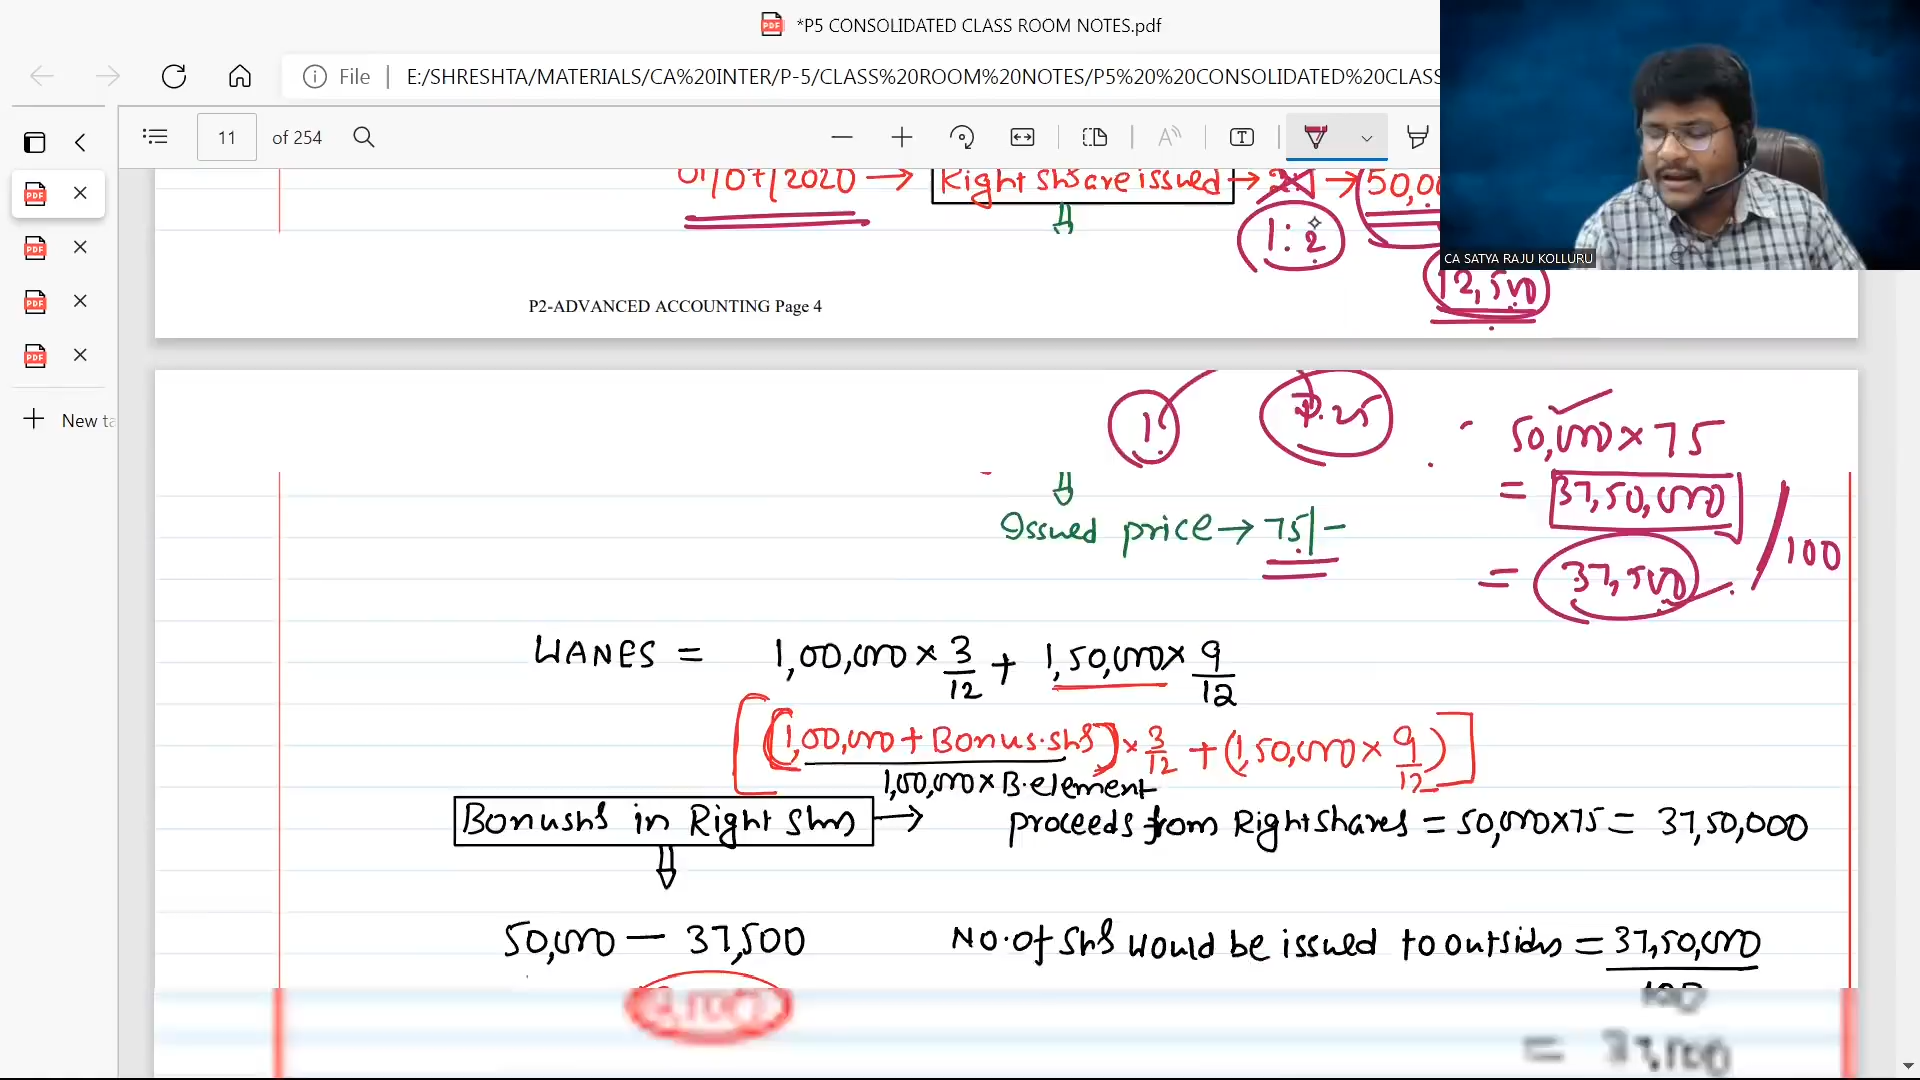 *P5 CONSOLIDATED CLASS ROOM NOTES.pdf
File E:/SHRESHTA/MATERIALS/CA%20INTER/P-5/CLASS%20ROOM%20NOTES/P5%20%20CONSOLIDATED%20CLASS
11 of 254
New ta
01/07/2020 → Right Shs are issued → → 50,00
1:2
CA SATYA RAJU KOLLURU
12,500
P2-ADVANCED ACCOUNTING Page 4
1 .25
50,000 × 75
= 37,50,000
/100
Issued price → 75/-
= 37,500
WANES = 1,00,000 × 3/12 + 1,50,000 × 9/12
[(1,00,000 + Bonus.shs) × 3/12 + (1,50,000 × 9/12)]
1,00,000 × B.element
Bonus shs in Right Shs → proceeds from Right shares = 50,000×75 = 37,50,000
50,000 — 37,500 No.of shs would be issued to outsides = 37,50,000
100